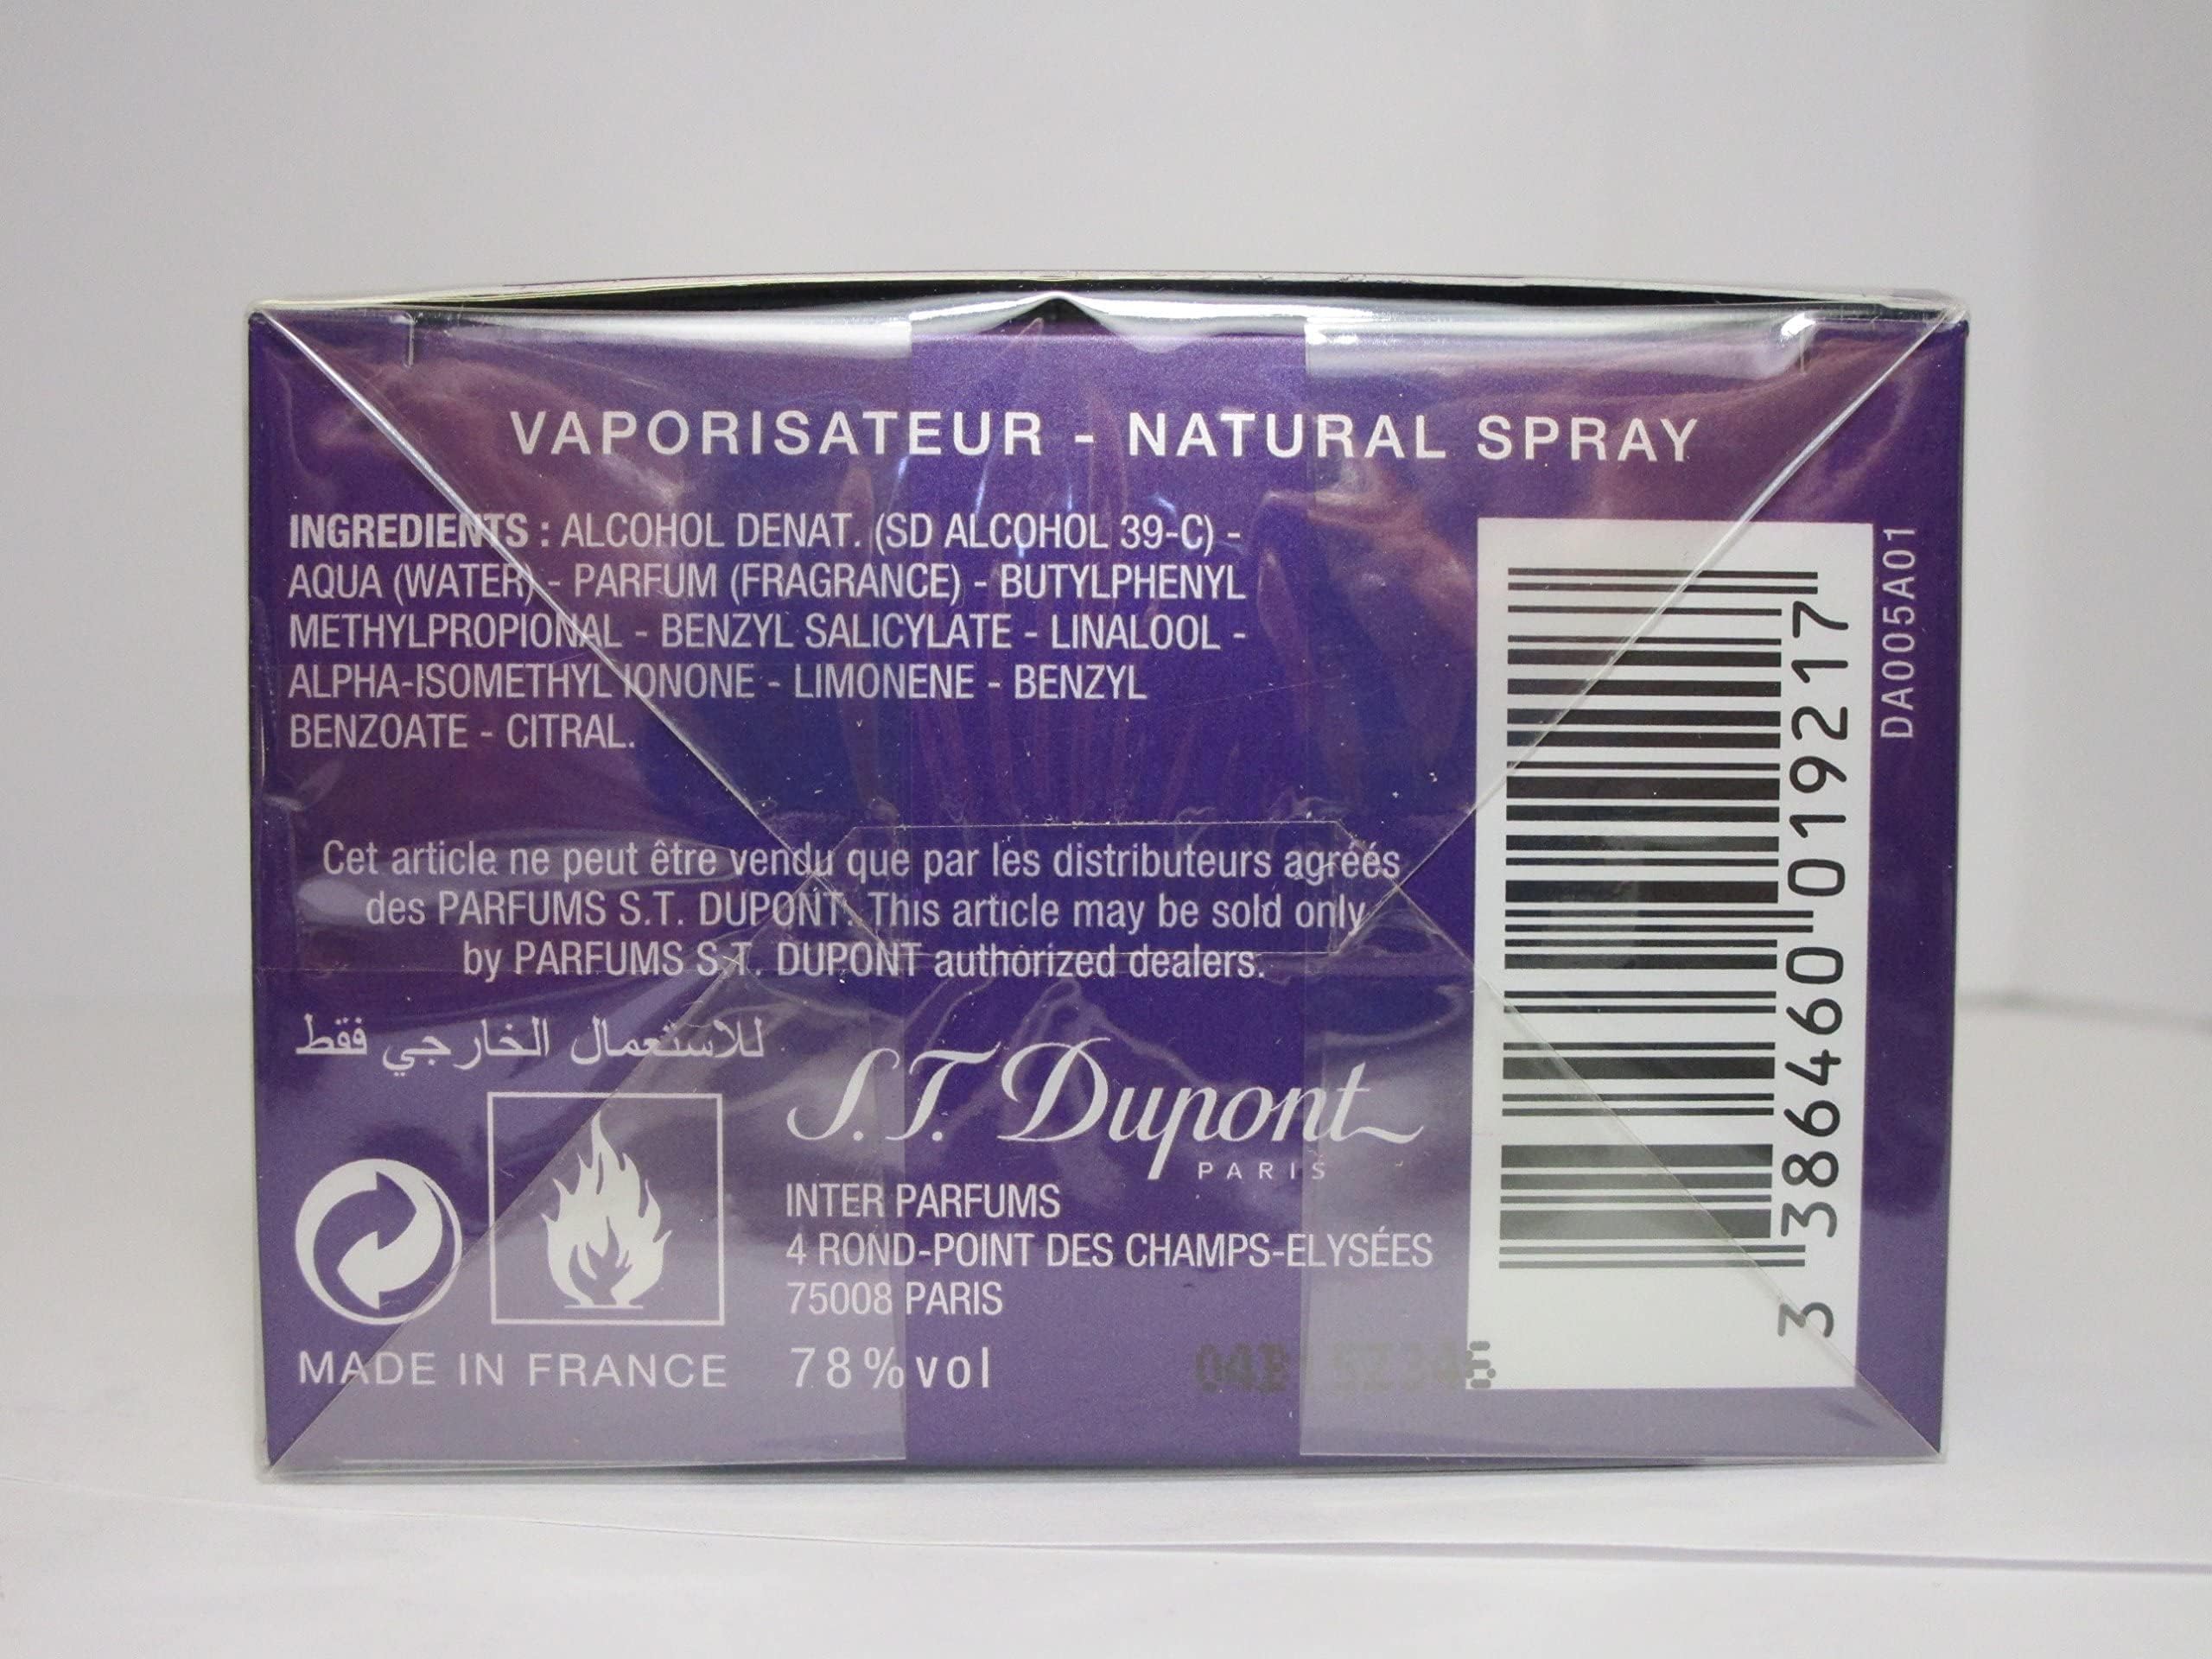 VAPORISATEUR - NATURAL SPRAY
INGREDIENTS : ALCOHOL DENAT. (SD ALCOHOL 39-C) -
AQUA (WATER) - PARFUM (FRAGRANCE) - BUTYLPHENYL
METHYLPROPIONAL - BENZYL SALICYLATE - LINALOOL -
ALPHA-ISOMETHYL IONONE - LIMONENE - BENZYL
BENZOATE - CITRAL.
Cet article ne peut être vendu que par les distributeurs agréés
des PARFUMS S.T. DUPONT. This article may be sold only
by PARFUMS S.T. DUPONT authorized dealers.
للاستعمال الخارجي فقط
S.T. Dupont
PARIS
INTER PARFUMS
4 ROND-POINT DES CHAMPS-ELYSÉES
75008 PARIS
MADE IN FRANCE
78% vol
3 386460 019217
DA005A01